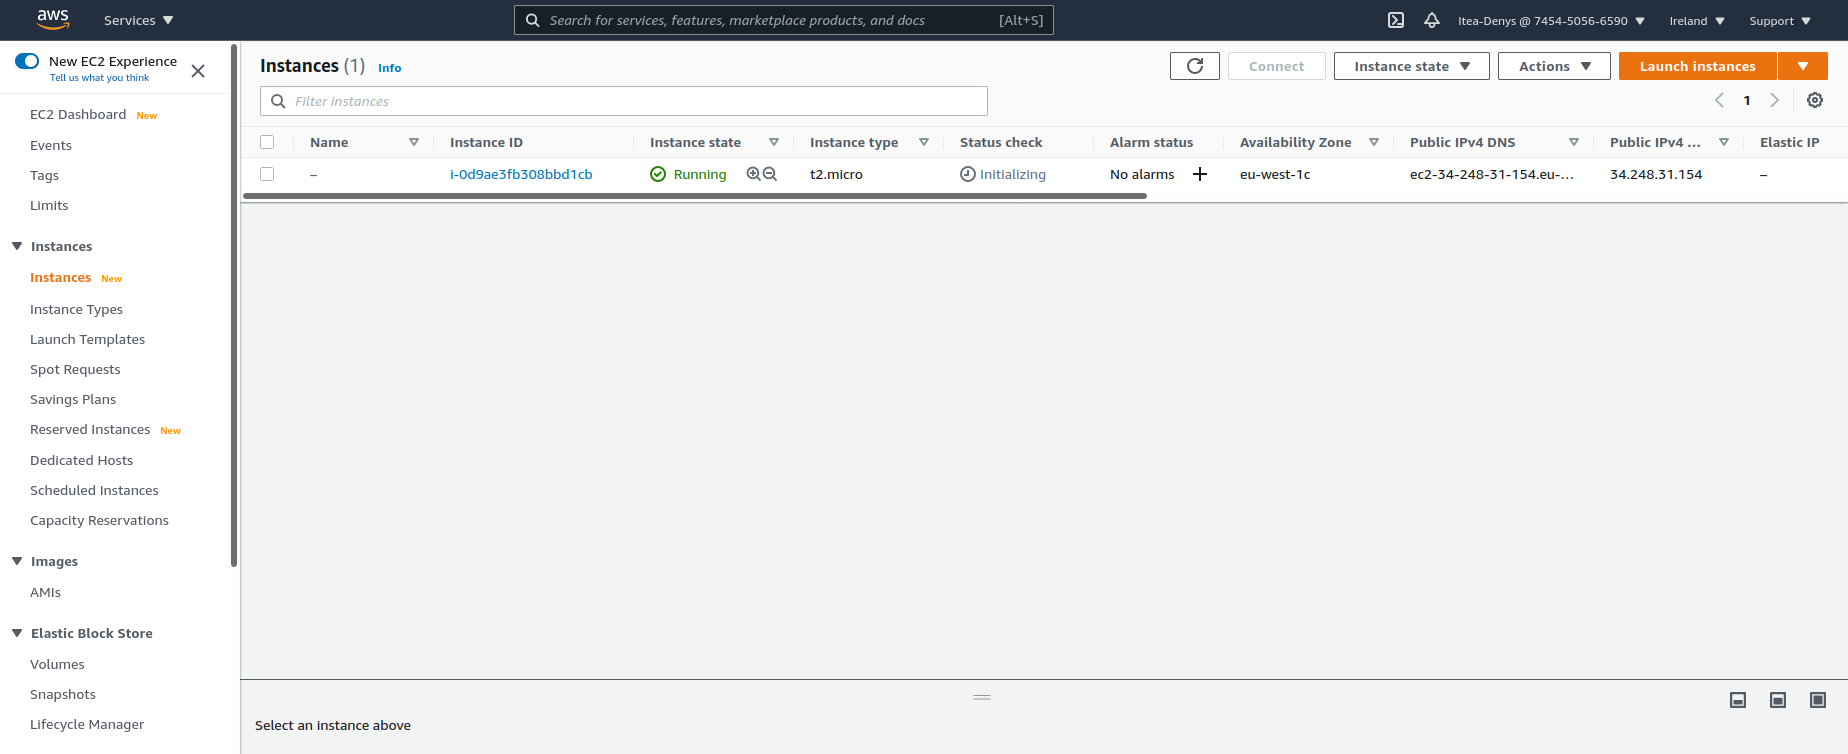 aws Services Search for services, features, marketplace products, and docs [Alt+S] Itea-Denys @ 7454-5056-6590 Ireland Support
New EC2 Experience
Tell us what you think
EC2 Dashboard New
Events
Tags
Limits
Instances
Instances New
Instance Types
Launch Templates
Spot Requests
Savings Plans
Reserved Instances New
Dedicated Hosts
Scheduled Instances
Capacity Reservations
Images
AMIs
Elastic Block Store
Volumes
Snapshots
Lifecycle Manager
Instances (1) Info Connect Instance state Actions Launch instances
Filter instances 1
Name Instance ID Instance state Instance type Status check Alarm status Availability Zone Public IPv4 DNS Public IPv4 ... Elastic IP
– i-0d9ae3fb308bbd1cb Running t2.micro Initializing No alarms + eu-west-1c ec2-34-248-31-154.eu-... 34.248.31.154 –
Select an instance above